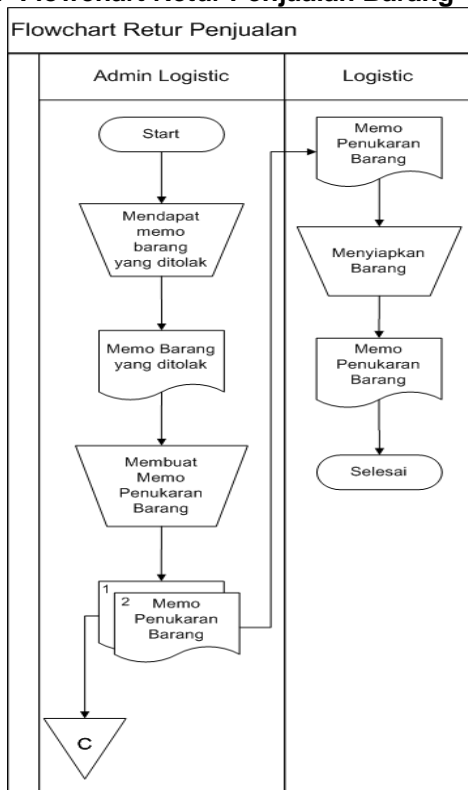 Flowchart Retur Penjualan Barang
Flowchart Retur Penjualan
Admin Logistic
Start
Mendapat
memo
barang
yang ditolak
Memo Barang
yang ditolak
Membuat
Memo
Penukaran
Barang
1
2 Memo
Penukaran
Barang
C
Logistic
Memo
Penukaran
Barang
Menyiapkan
Barang
Memo
Penukaran
Barang
Selesai